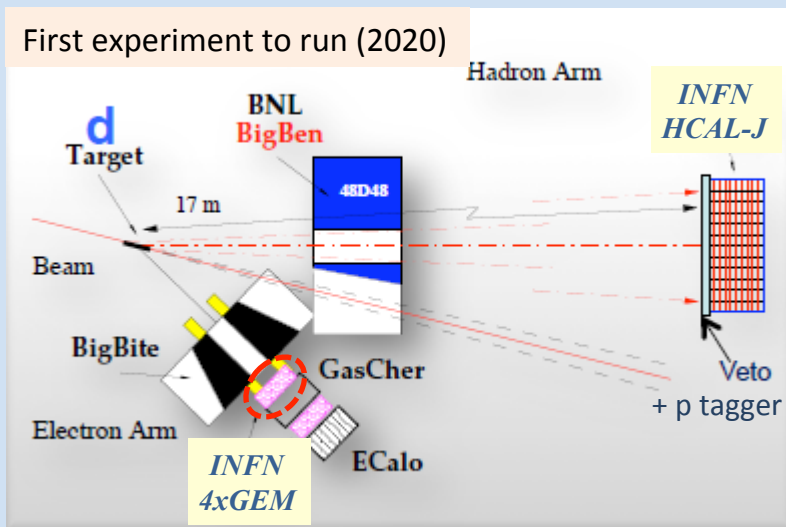 First experiment to run (2020)
Hadron Arm
BNL
BigBen
INFN
HCAL-J
d
Target
48D48
17 m
Beam
BigBite
GasCher
Veto
+ p tagger
Electron Arm
ECalo
INFN
4xGEM